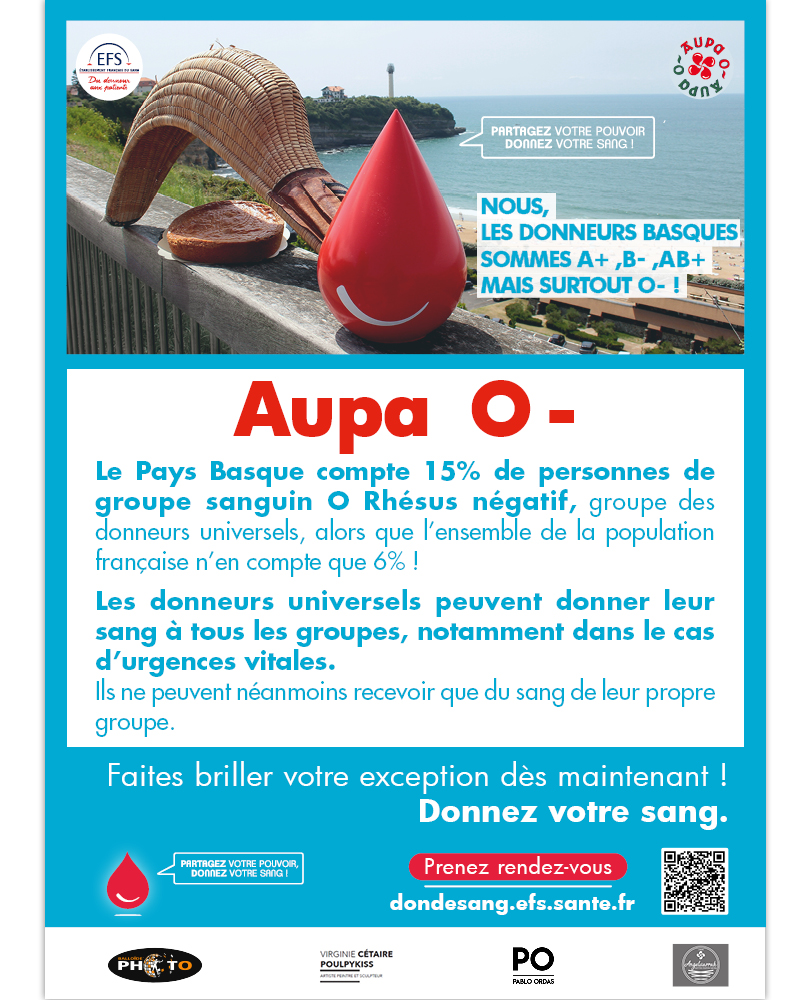 EFS
ÉTABLISSEMENT FRANÇAIS DU SANG
Du donneur
aux patients
AUPA O-
AUPA O-
PARTAGEZ VOTRE POUVOIR
DONNEZ VOTRE SANG !
NOUS,
LES DONNEURS BASQUES
SOMMES A+ ,B- ,AB+
MAIS SURTOUT O- !
Aupa O -
Le Pays Basque compte 15% de personnes de
groupe sanguin O Rhésus négatif, groupe des
donneurs universels, alors que l’ensemble de la population
française n’en compte que 6% !
Les donneurs universels peuvent donner leur
sang à tous les groupes, notamment dans le cas
d’urgences vitales.
Ils ne peuvent néanmoins recevoir que du sang de leur propre
groupe.
Faites briller votre exception dès maintenant !
Donnez votre sang.
PARTAGEZ VOTRE POUVOIR,
DONNEZ VOTRE SANG !
Prenez rendez-vous
dondesang.efs.sante.fr
BALLOÏDE
PHOTO
VIRGINIE CÉTAIRE
POULPYKISS
ARTISTE PEINTRE ET SCULPTEUR
PO
PABLO ORDAS